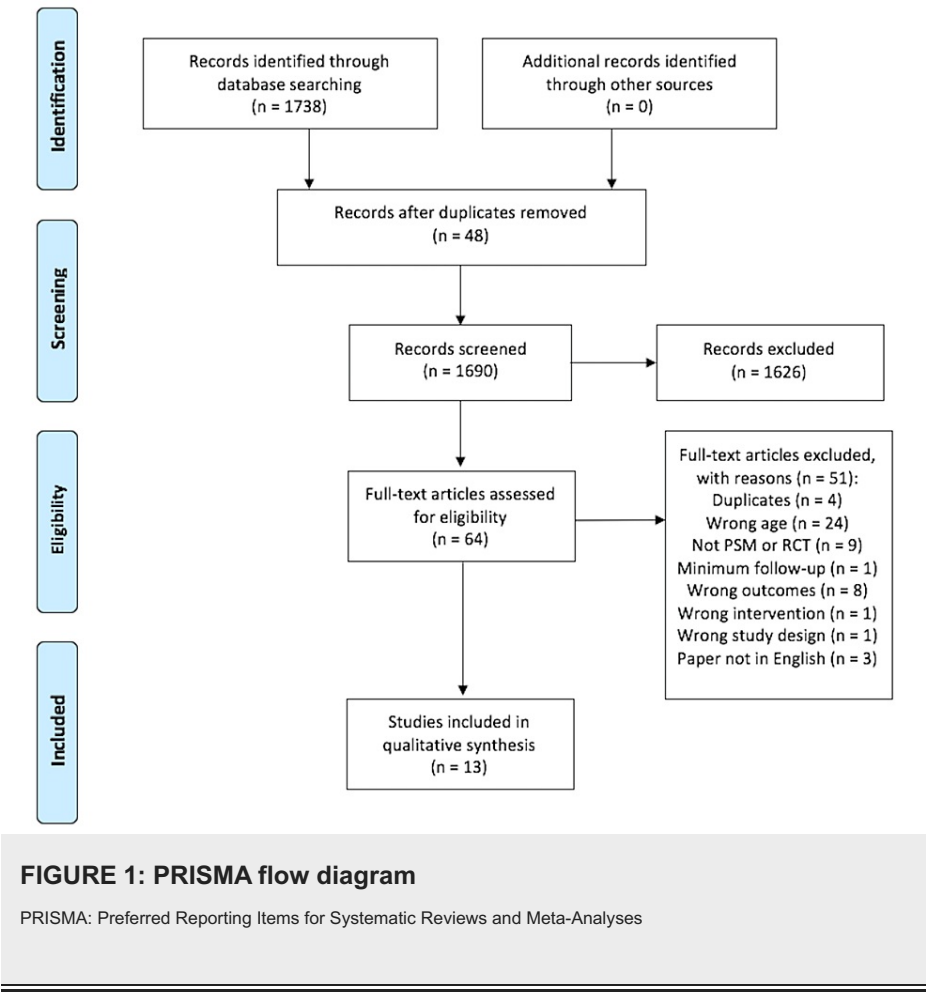 Identification
Records identified through
database searching
(n = 1738)
Additional records identified
through other sources
(n = 0)
Records after duplicates removed
(n = 48)
Screening
Records screened
(n = 1690)
Records excluded
(n = 1626)
Eligibility
Full-text articles assessed
for eligibility
(n = 64)
Full-text articles excluded,
with reasons (n = 51):
Duplicates (n = 4)
Wrong age (n = 24)
Not PSM or RCT (n = 9)
Minimum follow-up (n = 1)
Wrong outcomes (n = 8)
Wrong intervention (n = 1)
Wrong study design (n = 1)
Paper not in English (n = 3)
Included
Studies included in
qualitative synthesis
(n = 13)
FIGURE 1: PRISMA flow diagram
PRISMA: Preferred Reporting Items for Systematic Reviews and Meta-Analyses